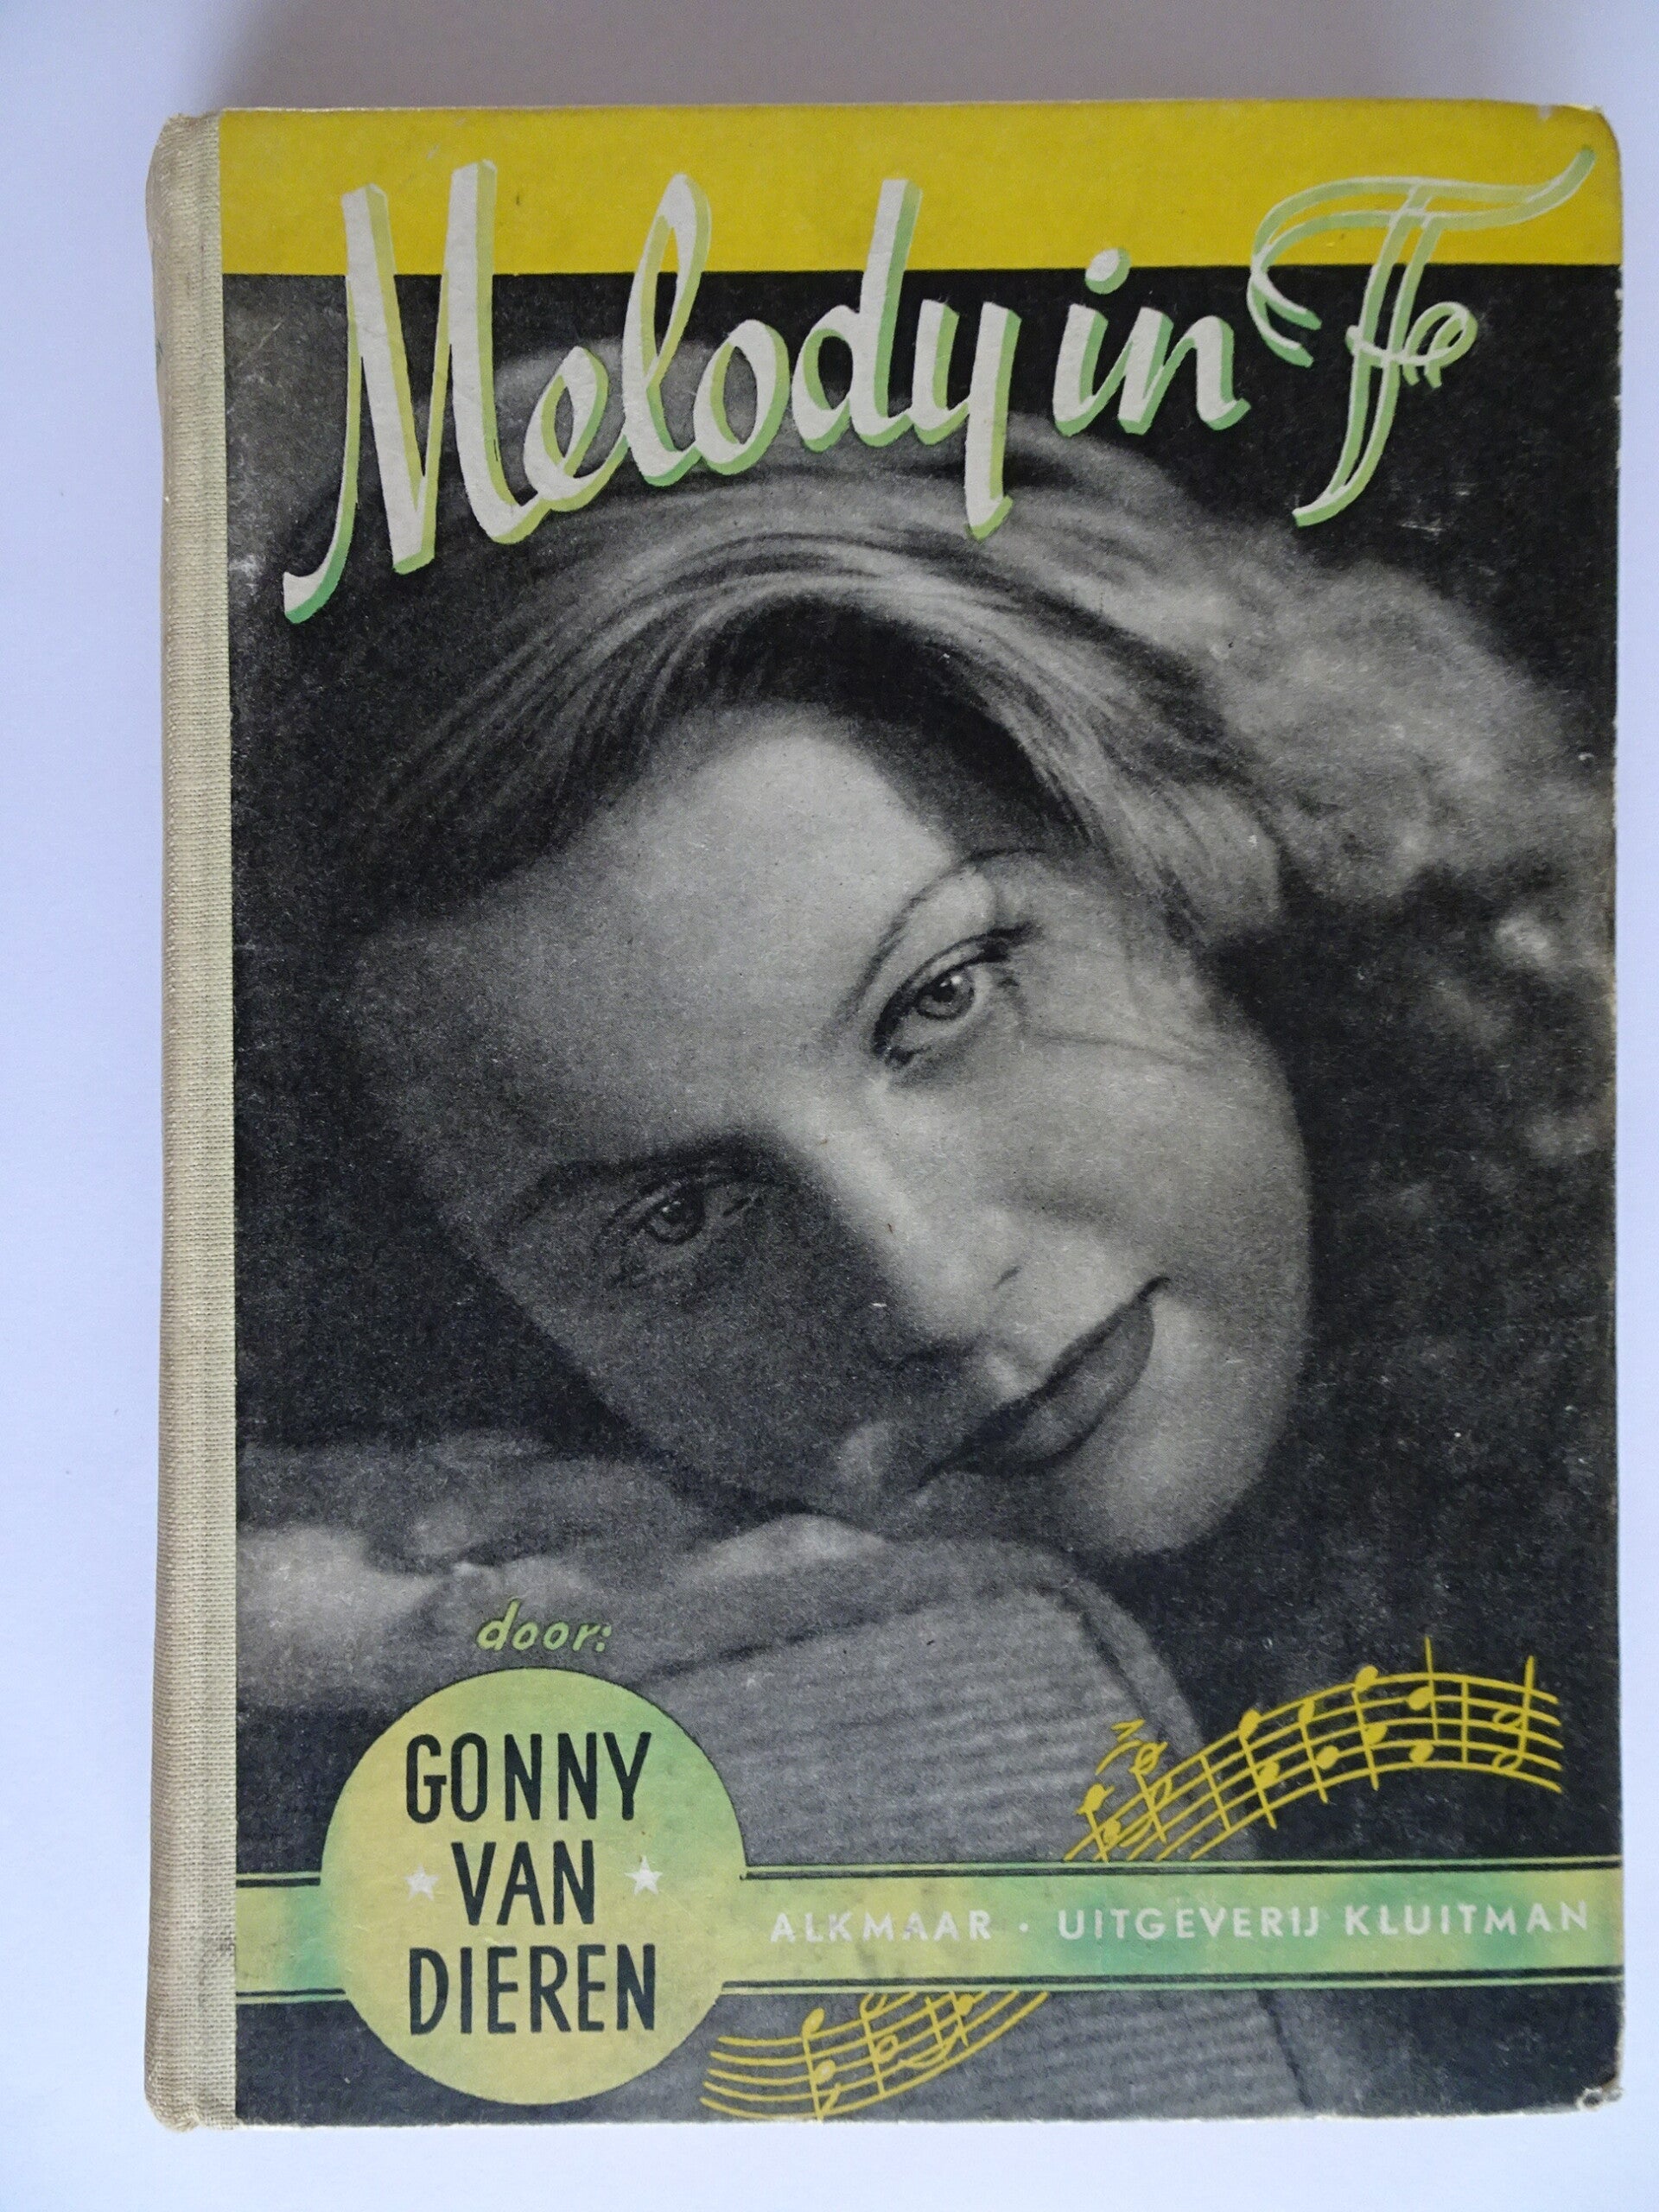 Melody in F
door:
GONNY
VAN
DIEREN
ALKMAAR · UITGEVERIJ KLUITMAN